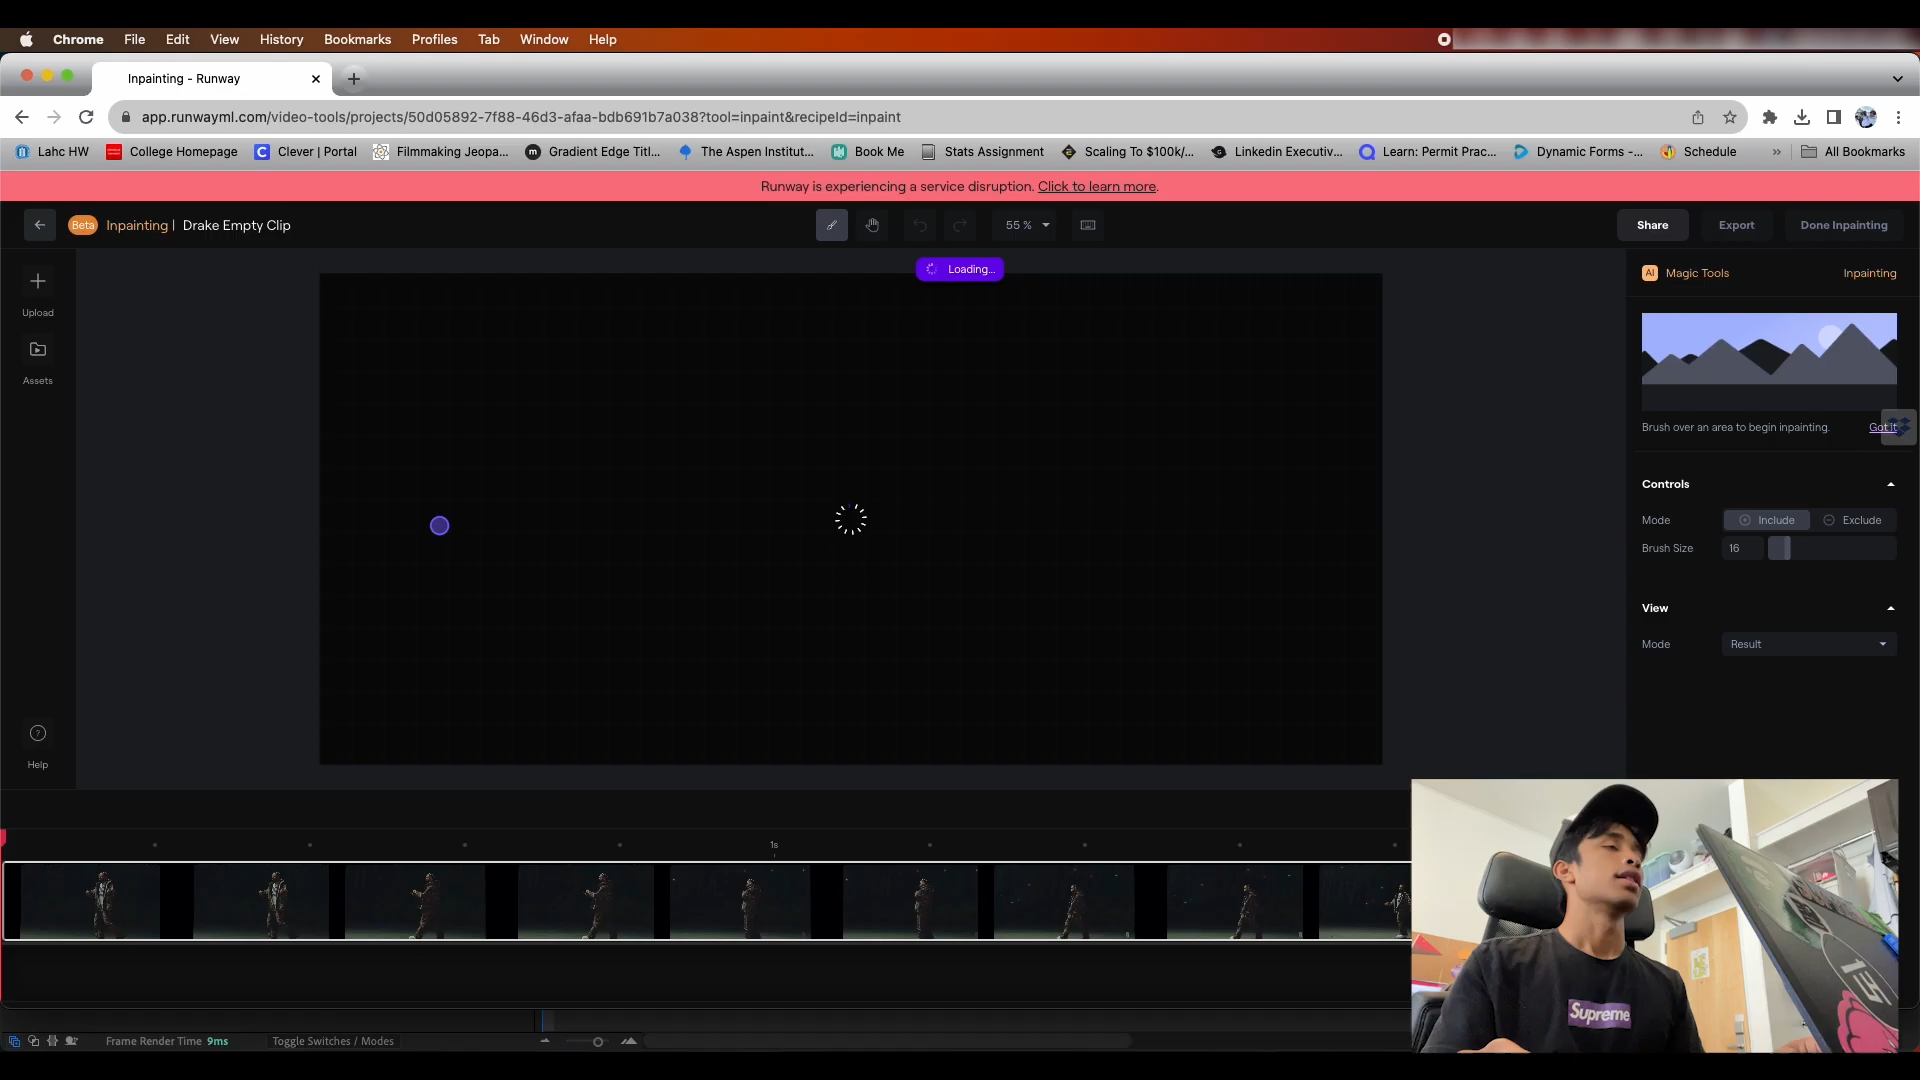 Chrome File Edit View History Bookmarks Profiles Tab Window Help
Inpainting - Runway
app.runwayml.com/video-tools/projects/50d05892-7f88-46d3-afaa-bdb691b7a038?tool=inpaint&recipeId=inpaint
Lahc HW College Homepage Clever | Portal Filmmaking Jeopa... Gradient Edge Titl... The Aspen Institut... Book Me Stats Assignment Scaling To $100k/... Linkedin Executiv... Learn: Permit Prac... Dynamic Forms -... Schedule » All Bookmarks
Runway is experiencing a service disruption. Click to learn more.
Beta Inpainting | Drake Empty Clip 55 % Share Export Done Inpainting
Loading...
AI Magic Tools Inpainting
Upload
Assets
Brush over an area to begin inpainting. Got it
Controls
Mode Include Exclude
Brush Size 16
View
Mode Result
Help
1s
Supreme
13
Frame Render Time 9ms Toggle Switches / Modes